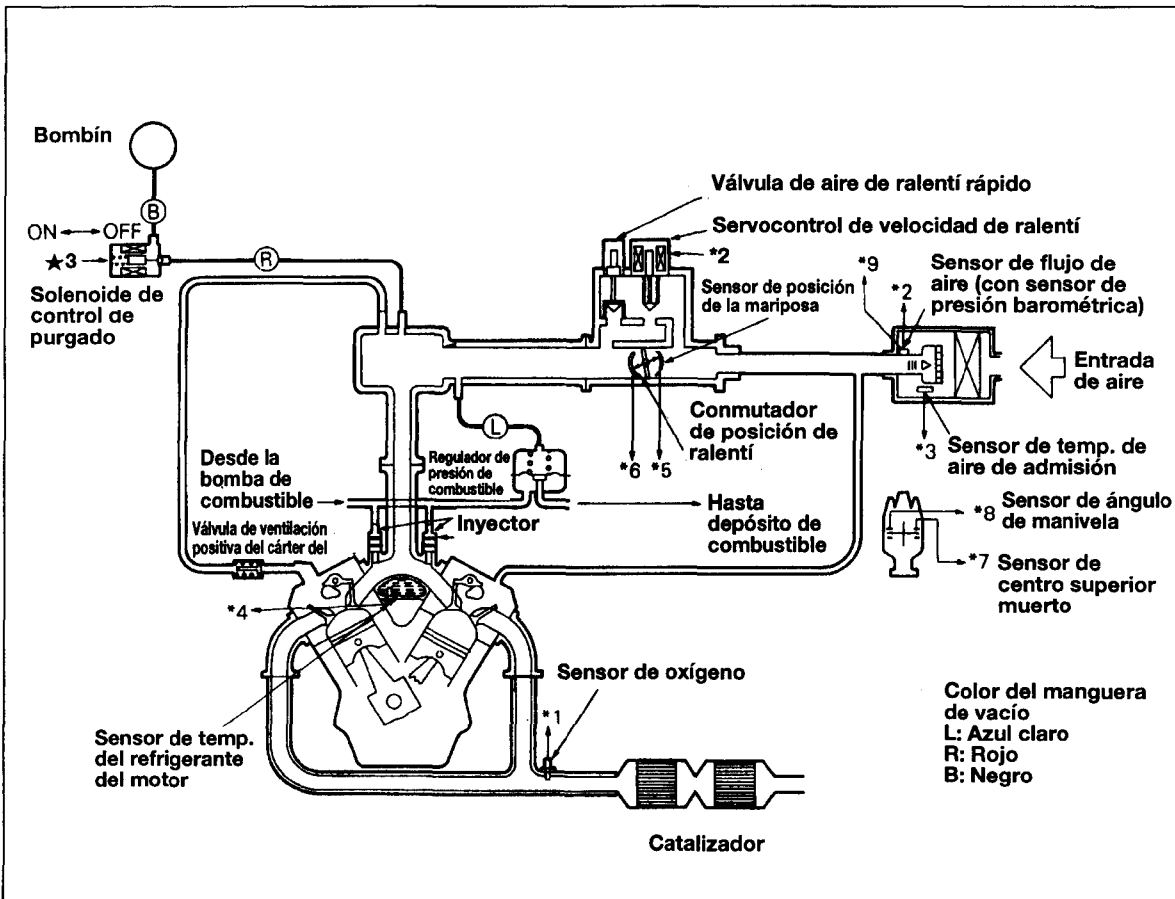 Bombín
B
ON ↔ OFF
★3
R
Solenoide de
control de
purgado
Válvula de aire de ralentí rápido
Servocontrol de velocidad de ralentí
*2
Sensor de posición
de la mariposa
*9
*2
Sensor de flujo de
aire (con sensor de
presión barométrica)
Entrada
de aire
*3
Sensor de temp. de
aire de admisión
Conmutador
de posición de
ralentí
*6
*5
L
Regulador de
presión de
combustible
Desde la
bomba de
combustible
Inyector
Hasta
depósito de
combustible
Válvula de ventilación
positiva del cárter del
*8
Sensor de ángulo
de manivela
*7
Sensor de
centro superior
muerto
*4
Sensor de oxígeno
*1
Sensor de temp.
del refrigerante
del motor
Color del manguera
de vacío
L: Azul claro
R: Rojo
B: Negro
Catalizador